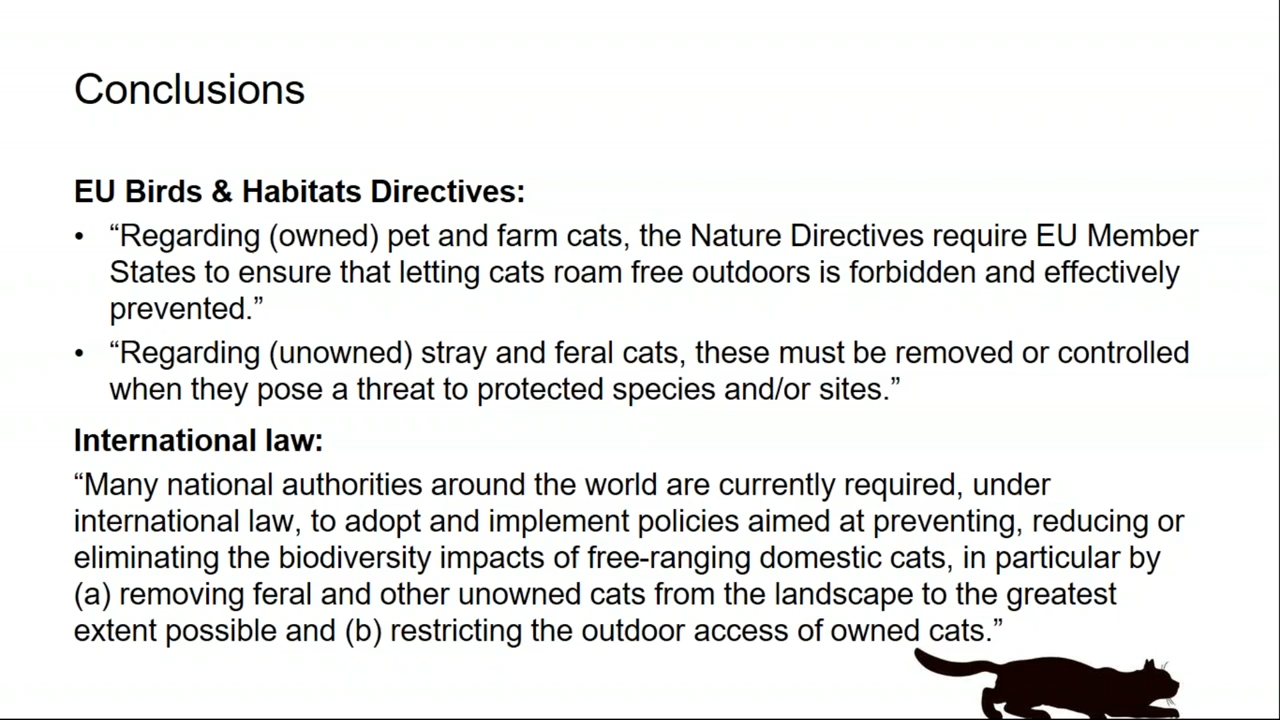 Conclusions
EU Birds & Habitats Directives:
• “Regarding (owned) pet and farm cats, the Nature Directives require EU Member
States to ensure that letting cats roam free outdoors is forbidden and effectively
prevented.”
• “Regarding (unowned) stray and feral cats, these must be removed or controlled
when they pose a threat to protected species and/or sites.”
International law:
“Many national authorities around the world are currently required, under
international law, to adopt and implement policies aimed at preventing, reducing or
eliminating the biodiversity impacts of free-ranging domestic cats, in particular by
(a) removing feral and other unowned cats from the landscape to the greatest
extent possible and (b) restricting the outdoor access of owned cats.”